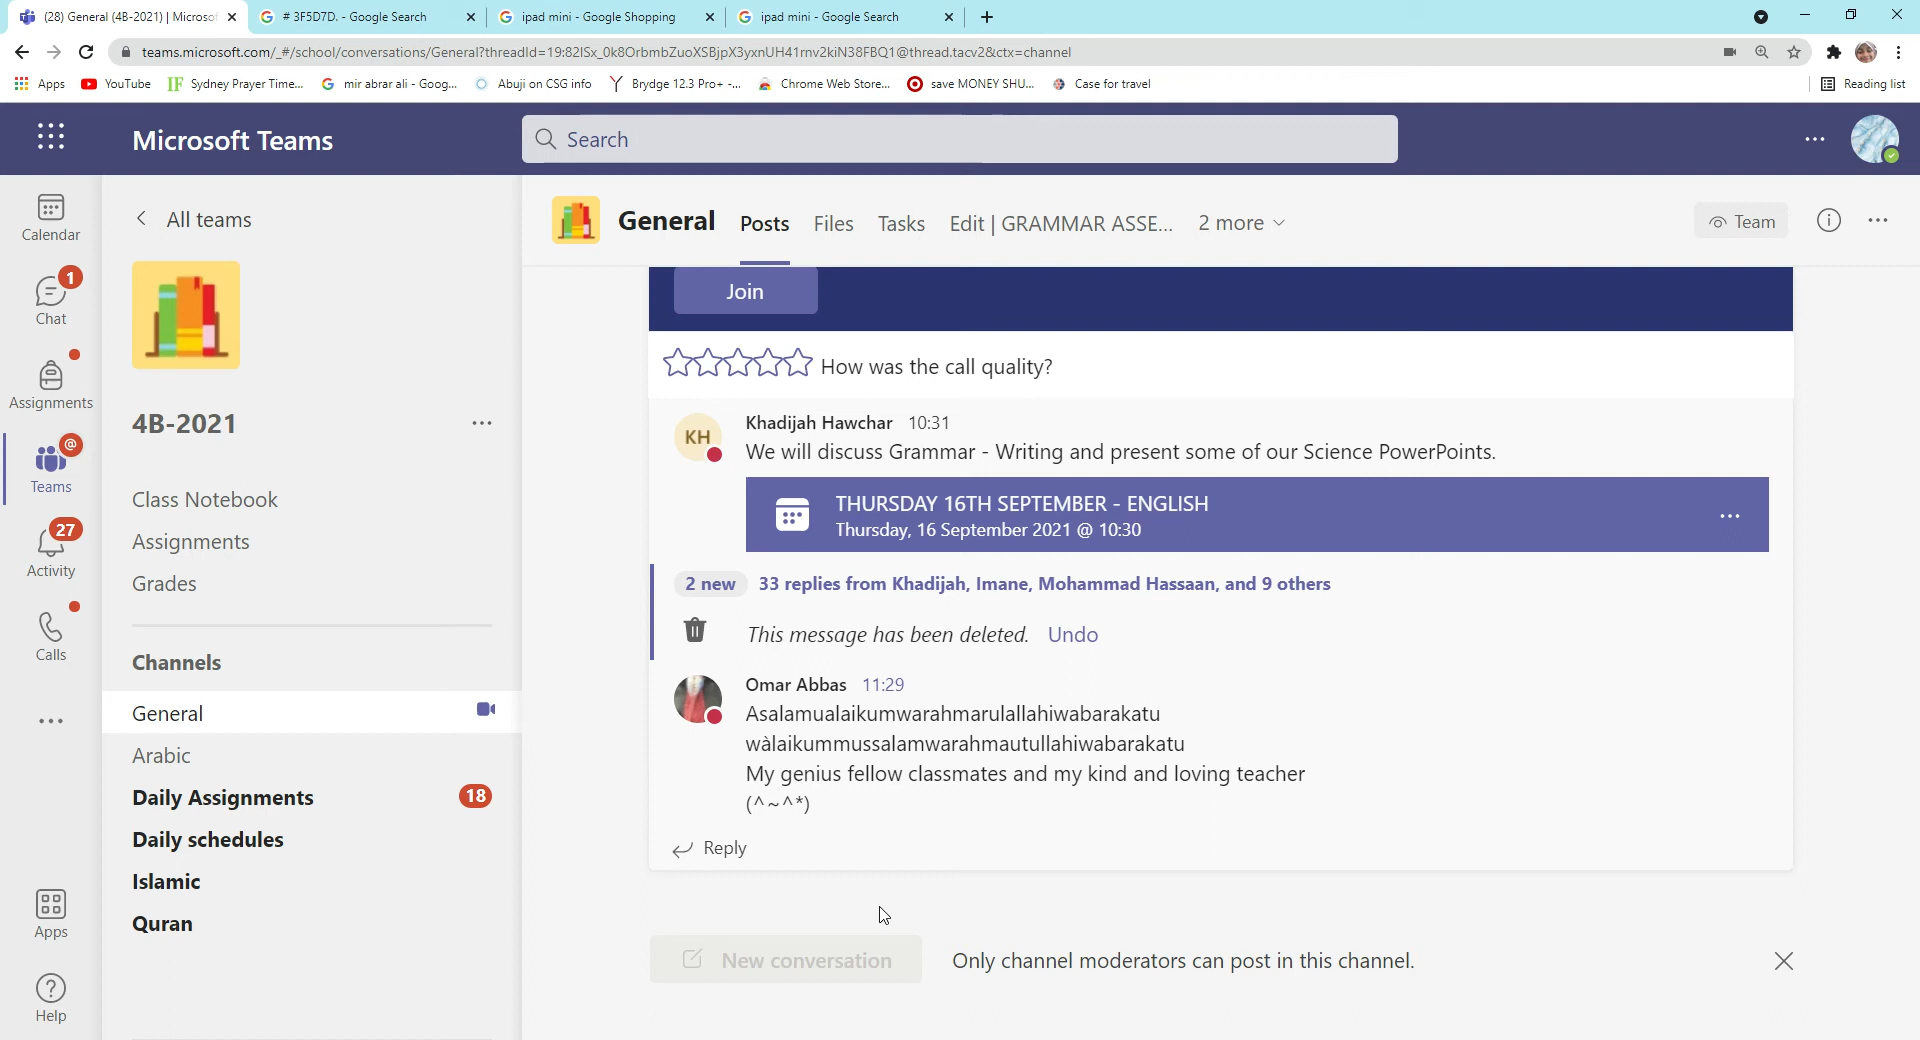 (28) General (4B-2021) | Microsof
# 3F5D7D. - Google Search
ipad mini - Google Shopping
ipad mini - Google Search
teams.microsoft.com/_#/school/conversations/General?threadId=19:82ISx_0k8OrbmbZuoXSBjpX3yxnUH41rnv2kiN38FBQ1@thread.tacv2&ctx=channel
Apps
YouTube
Sydney Prayer Time...
mir abrar ali - Goog...
Abuji on CSG info
Brydge 12.3 Pro+ -...
Chrome Web Store...
save MONEY SHU...
Case for travel
Reading list
Microsoft Teams
Search
Calendar
1
Chat
Assignments
@
Teams
27
Activity
Calls
Apps
Help
All teams
4B-2021
Class Notebook
Assignments
Grades
Channels
General
Arabic
Daily Assignments 18
Daily schedules
Islamic
Quran
General Posts Files Tasks Edit | GRAMMAR ASSE... 2 more
Team
Join
How was the call quality?
KH
Khadijah Hawchar 10:31
We will discuss Grammar - Writing and present some of our Science PowerPoints.
THURSDAY 16TH SEPTEMBER - ENGLISH
Thursday, 16 September 2021 @ 10:30
2 new 33 replies from Khadijah, Imane, Mohammad Hassaan, and 9 others
This message has been deleted. Undo
Omar Abbas 11:29
Asalamualaikumwarahmarulallahiwabarakatu
wàlaikummussalamwarahmautullahiwabarakatu
My genius fellow classmates and my kind and loving teacher
(^~^*)
Reply
New conversation
Only channel moderators can post in this channel.